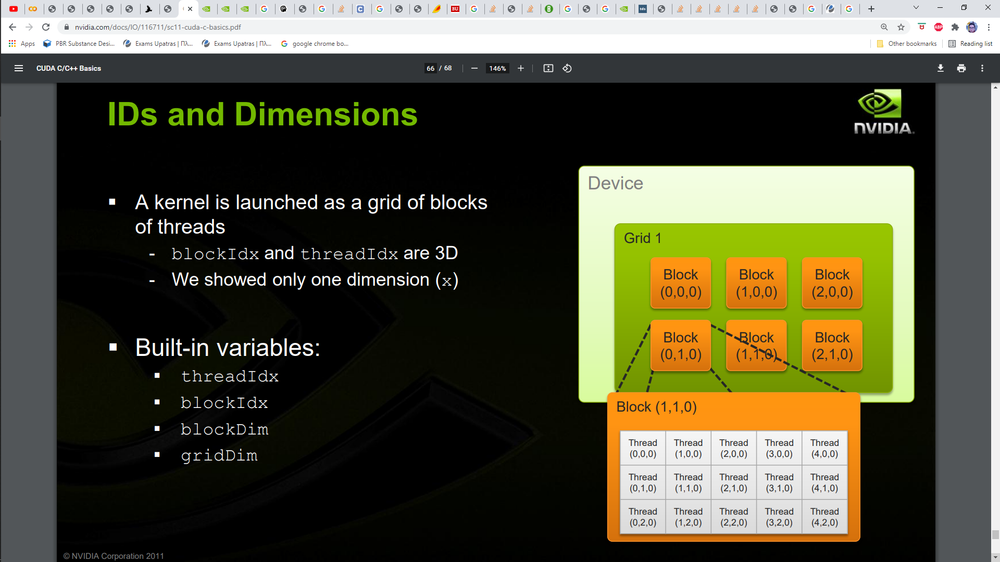 BU
tds
nvidia.com/docs/IO/116711/sc11-cuda-c-basics.pdf
ABP
Apps
PBR Substance Desi...
Exams Upatras | Πλ...
Exams Upatras | Πλ...
google chrome bo...
Other bookmarks
Reading list
CUDA C/C++ Basics
66 / 68
146%
IDs and Dimensions
NVIDIA.
A kernel is launched as a grid of blocks
of threads
- blockIdx and threadIdx are 3D
- We showed only one dimension (x)
Built-in variables:
threadIdx
blockIdx
blockDim
gridDim
Device
Grid 1
Block
(0,0,0)
Block
(1,0,0)
Block
(2,0,0)
Block
(0,1,0)
Block
(1,1,0)
Block
(2,1,0)
Block (1,1,0)
Thread
(0,0,0)
Thread
(1,0,0)
Thread
(2,0,0)
Thread
(3,0,0)
Thread
(4,0,0)
Thread
(0,1,0)
Thread
(1,1,0)
Thread
(2,1,0)
Thread
(3,1,0)
Thread
(4,1,0)
Thread
(0,2,0)
Thread
(1,2,0)
Thread
(2,2,0)
Thread
(3,2,0)
Thread
(4,2,0)
© NVIDIA Corporation 2011